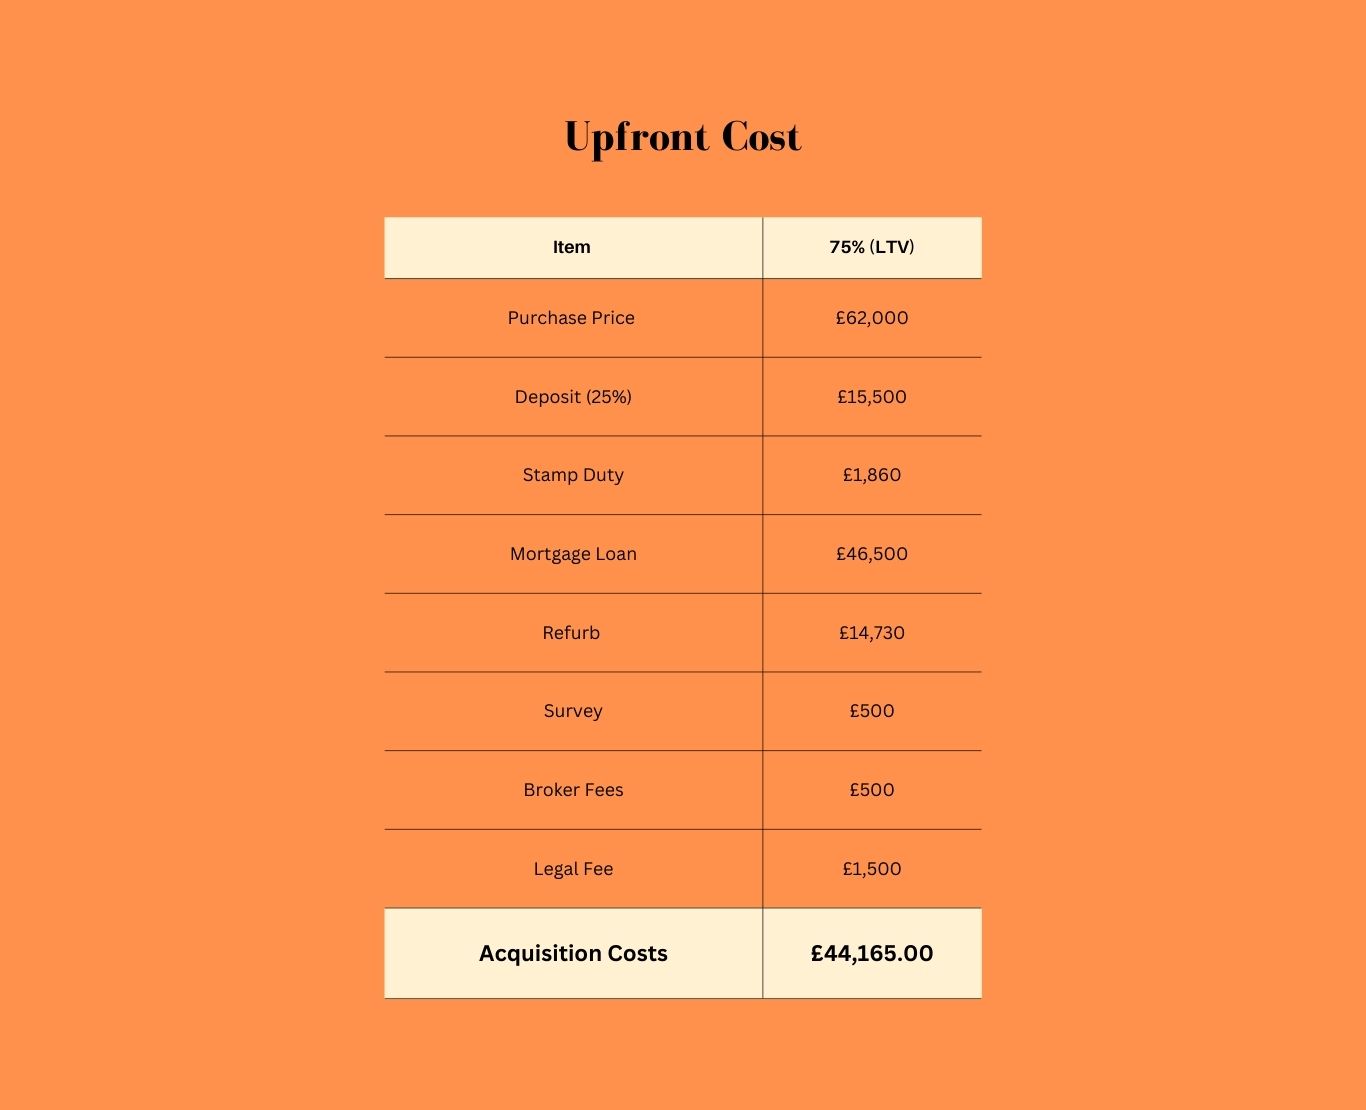 Upfront Cost
Item 75% (LTV)
Purchase Price £62,000
Deposit (25%) £15,500
Stamp Duty £1,860
Mortgage Loan £46,500
Refurb £14,730
Survey £500
Broker Fees £500
Legal Fee £1,500
Acquisition Costs £44,165.00